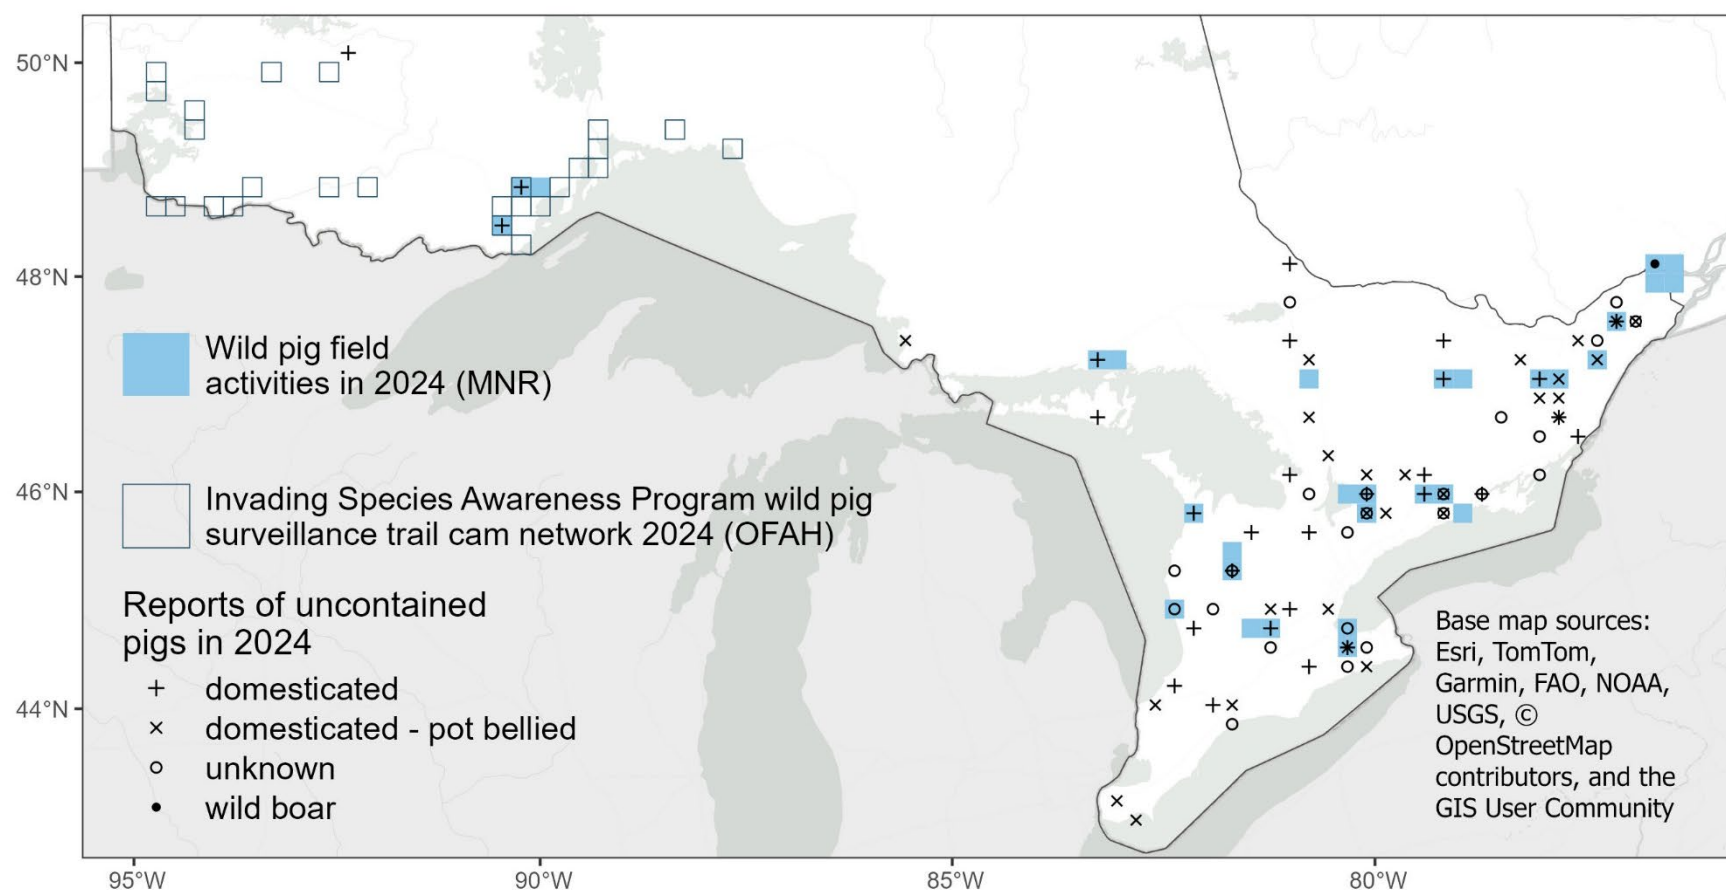 50°N
48°N
46°N
44°N
Wild pig field
activities in 2024 (MNR)
Invading Species Awareness Program wild pig
surveillance trail cam network 2024 (OFAH)
Reports of uncontained
pigs in 2024
domesticated
domesticated - pot bellied
unknown
wild boar
Base map sources:
Esri, TomTom,
Garmin, FAO, NOAA,
USGS, ©
OpenStreetMap
contributors, and the
GIS User Community
95°W
90°W
85°W
80°W